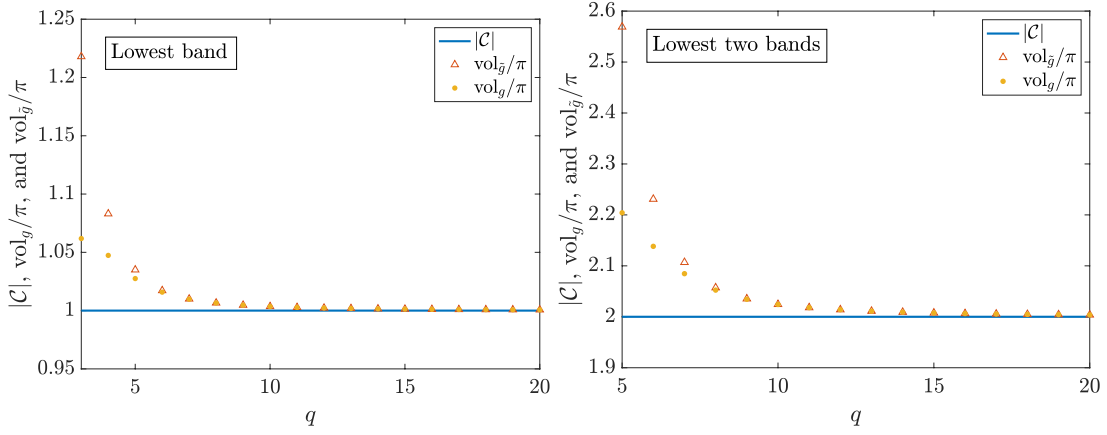 1.25
1.2
1.15
1.1
1.05
1
0.95
5
10
15
20
q
|C|, vol_g/π, and vol_g̃/π
Lowest band
|C|
vol_g̃/π
vol_g/π
2.6
2.5
2.4
2.3
2.2
2.1
2
1.9
5
10
15
20
q
|C|, vol_g/π, and vol_g̃/π
Lowest two bands
|C|
vol_g̃/π
vol_g/π